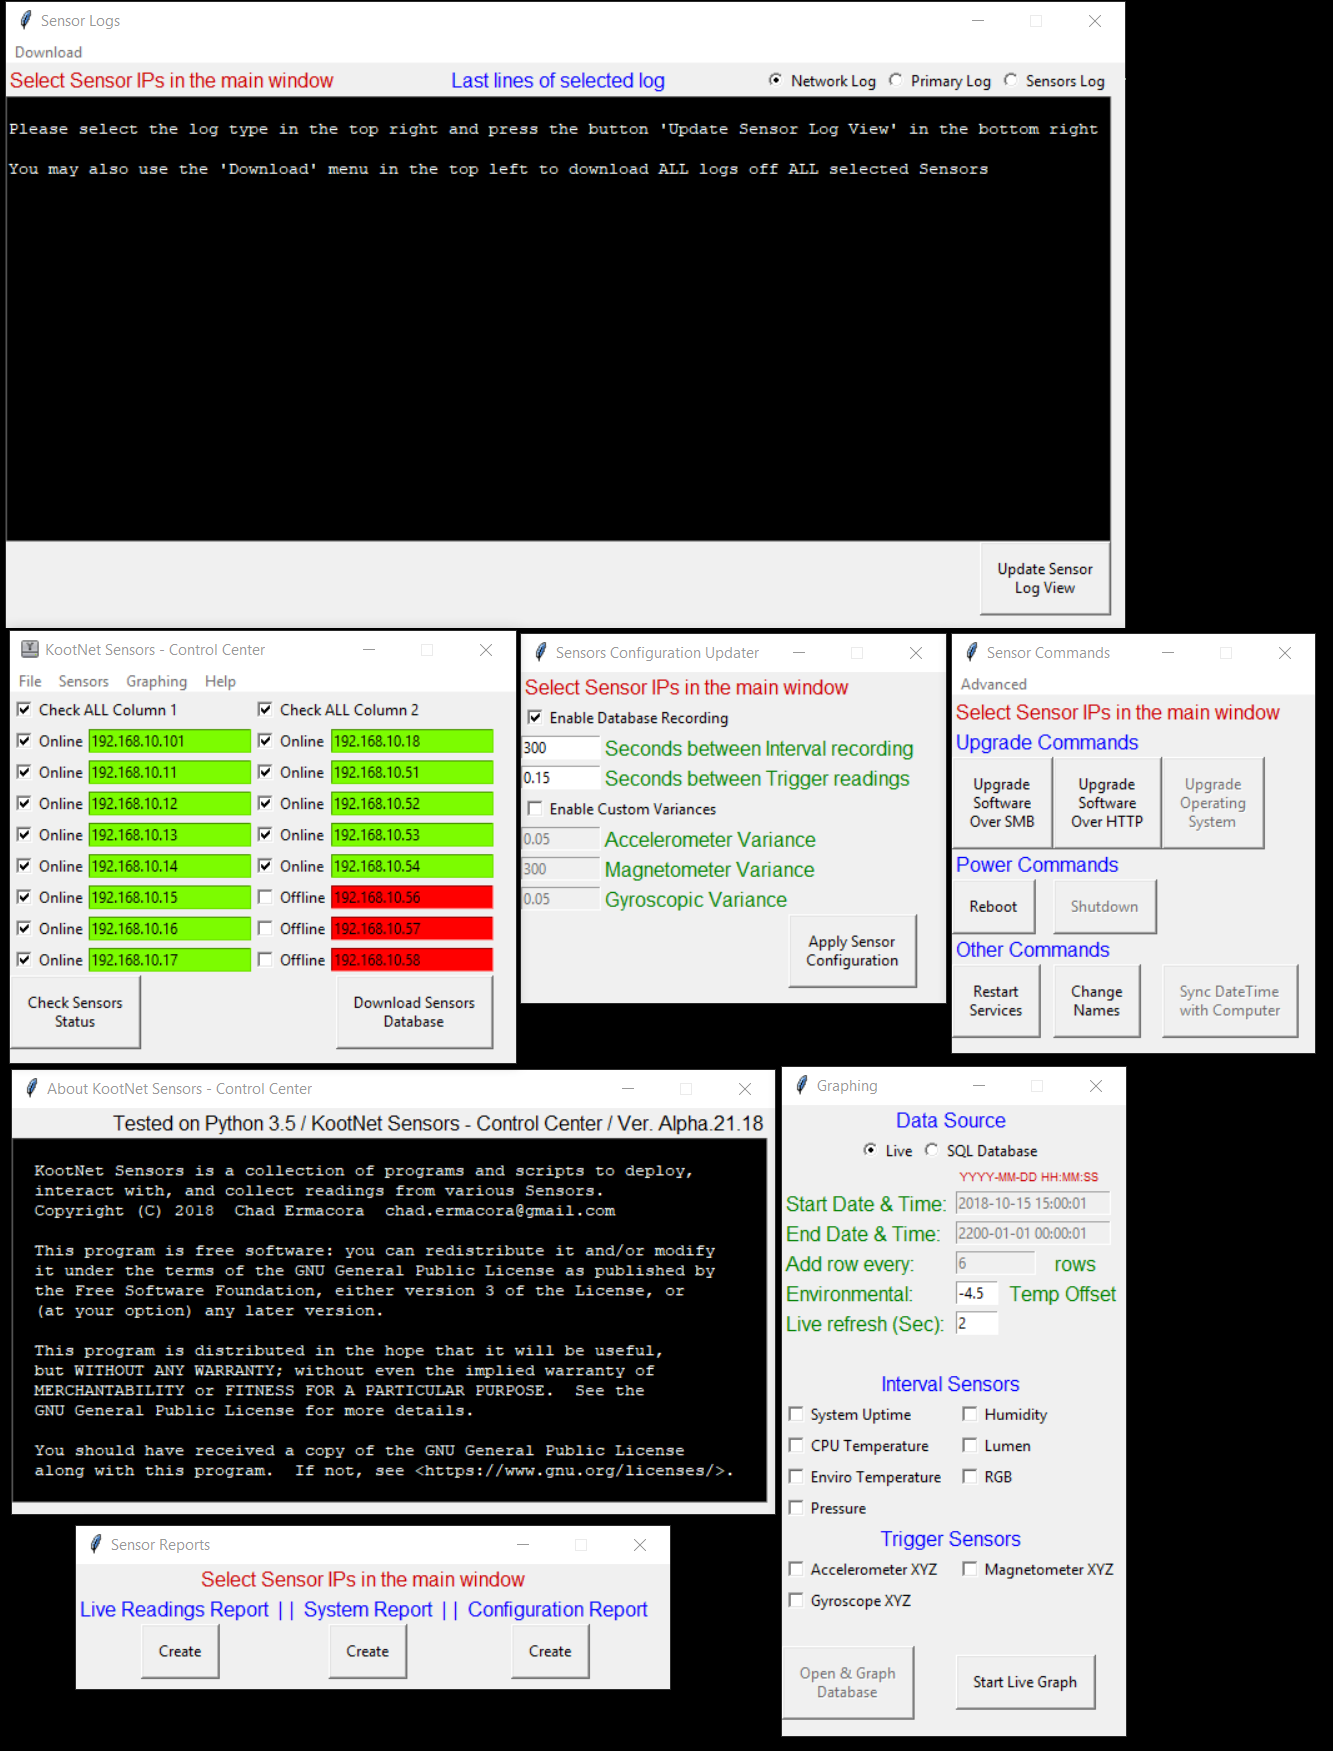 Sensor Logs
Download
Select Sensor IPs in the main window
Last lines of selected log
Network Log
Primary Log
Sensors Log
Please select the log type in the top right and press the button 'Update Sensor Log View' in the bottom right
You may also use the 'Download' menu in the top left to download ALL logs off ALL selected Sensors
Update Sensor
Log View
KootNet Sensors - Control Center
File Sensors Graphing Help
Check ALL Column 1
Check ALL Column 2
Online 192.168.10.101
Online 192.168.10.18
Online 192.168.10.11
Online 192.168.10.51
Online 192.168.10.12
Online 192.168.10.52
Online 192.168.10.13
Online 192.168.10.53
Online 192.168.10.14
Online 192.168.10.54
Online 192.168.10.15
Offline 192.168.10.56
Online 192.168.10.16
Offline 192.168.10.57
Online 192.168.10.17
Offline 192.168.10.58
Check Sensors
Status
Download Sensors
Database
Sensors Configuration Updater
Select Sensor IPs in the main window
Enable Database Recording
300 Seconds between Interval recording
0.15 Seconds between Trigger readings
Enable Custom Variances
0.05 Accelerometer Variance
300 Magnetometer Variance
0.05 Gyroscopic Variance
Apply Sensor
Configuration
Sensor Commands
Advanced
Select Sensor IPs in the main window
Upgrade Commands
Upgrade
Software
Over SMB
Upgrade
Software
Over HTTP
Upgrade
Operating
System
Power Commands
Reboot
Shutdown
Other Commands
Restart
Services
Change
Names
Sync DateTime
with Computer
About KootNet Sensors - Control Center
Tested on Python 3.5 / KootNet Sensors - Control Center / Ver. Alpha.21.18
KootNet Sensors is a collection of programs and scripts to deploy,
interact with, and collect readings from various Sensors.
Copyright (C) 2018  Chad Ermacora  chad.ermacora@gmail.com
This program is free software: you can redistribute it and/or modify
it under the terms of the GNU General Public License as published by
the Free Software Foundation, either version 3 of the License, or
(at your option) any later version.
This program is distributed in the hope that it will be useful,
but WITHOUT ANY WARRANTY; without even the implied warranty of
MERCHANTABILITY or FITNESS FOR A PARTICULAR PURPOSE.  See the
GNU General Public License for more details.
You should have received a copy of the GNU General Public License
along with this program.  If not, see <https://www.gnu.org/licenses/>.
Graphing
Data Source
Live
SQL Database
YYYY-MM-DD HH:MM:SS
Start Date & Time: 2018-10-15 15:00:01
End Date & Time: 2200-01-01 00:00:01
Add row every: 6 rows
Environmental: -4.5 Temp Offset
Live refresh (Sec): 2
Interval Sensors
System Uptime
Humidity
CPU Temperature
Lumen
Enviro Temperature
RGB
Pressure
Trigger Sensors
Accelerometer XYZ
Magnetometer XYZ
Gyroscope XYZ
Open & Graph
Database
Start Live Graph
Sensor Reports
Select Sensor IPs in the main window
Live Readings Report | | System Report | | Configuration Report
Create
Create
Create